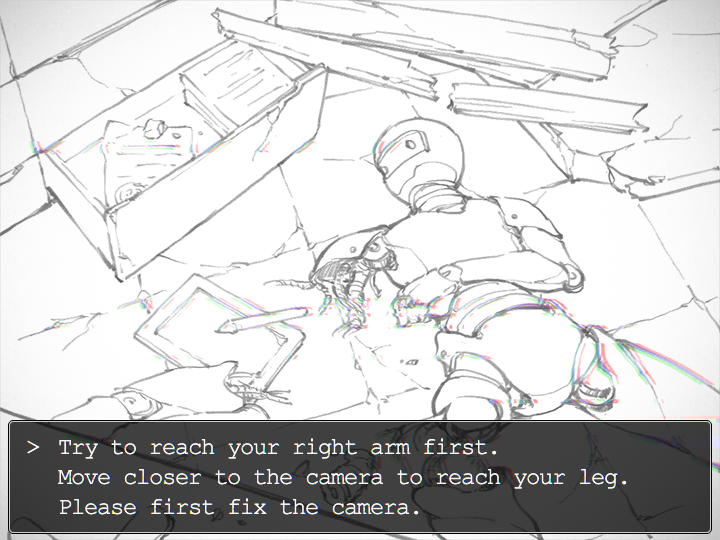 > Try to reach your right arm first.
Move closer to the camera to reach your leg.
Please first fix the camera.